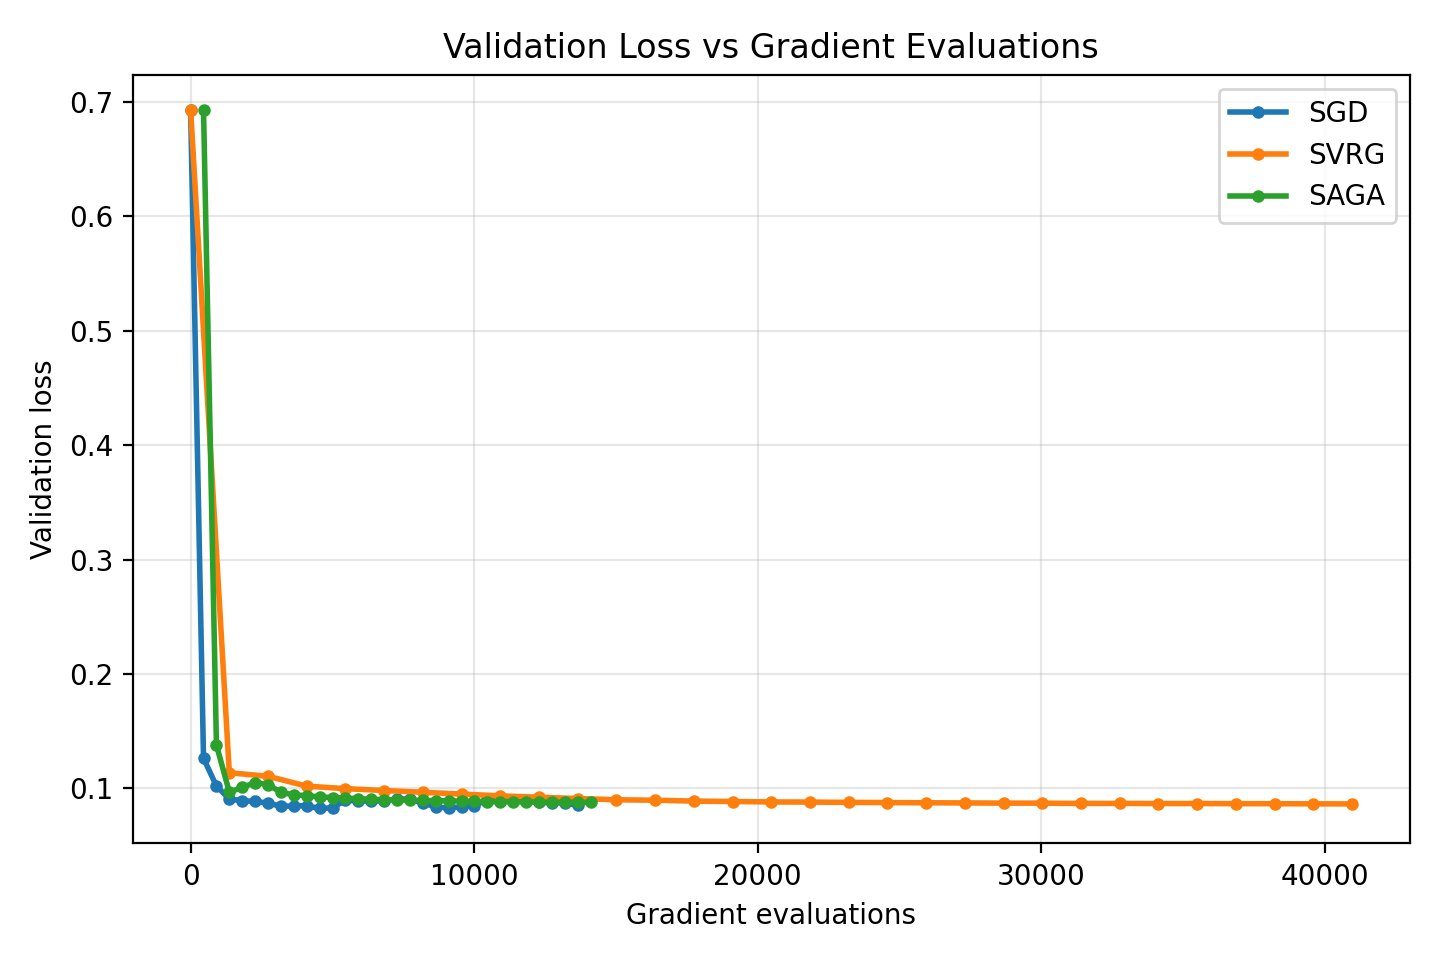 Validation Loss vs Gradient Evaluations
SGD
SVRG
SAGA
Validation loss
0.7
0.6
0.5
0.4
0.3
0.2
0.1
0
10000
20000
30000
40000
Gradient evaluations